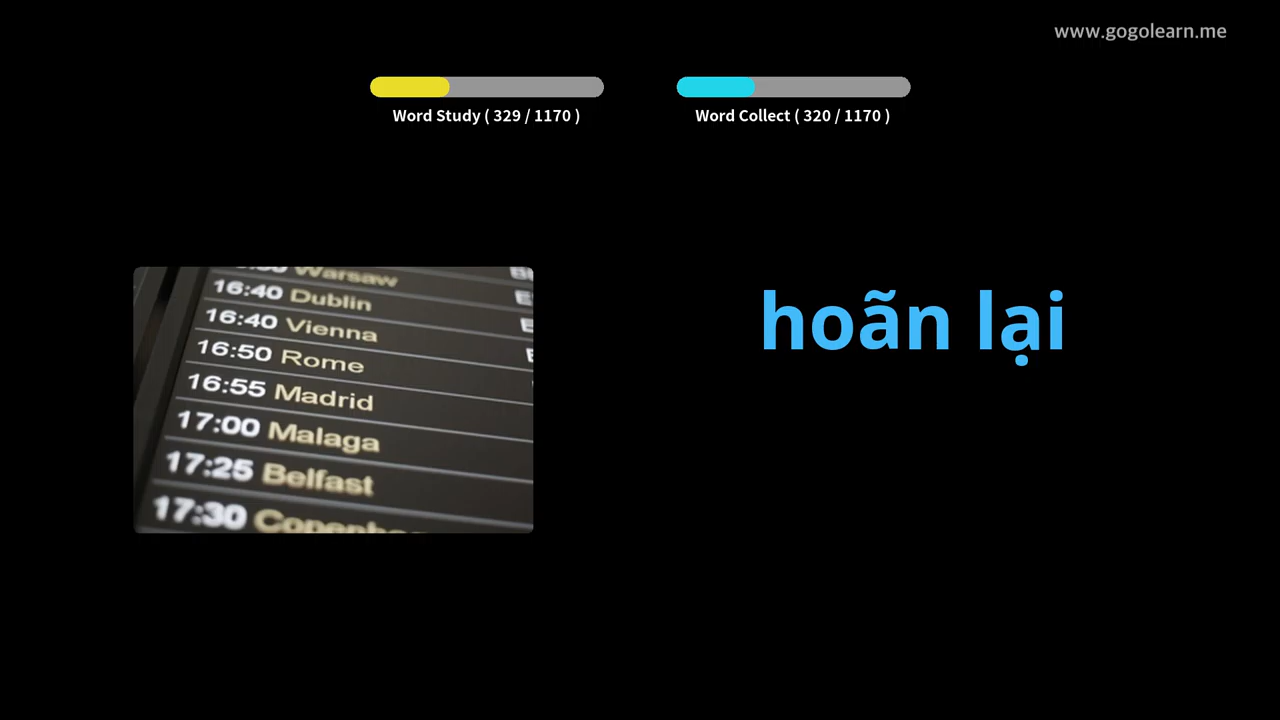 www.gogolearn.me
Word Study ( 329 / 1170 )
Word Collect ( 320 / 1170 )
Warsaw
16:40 Dublin
16:40 Vienna
16:50 Rome
16:55 Madrid
17:00 Malaga
17:25 Belfast
17:30
hoãn lại